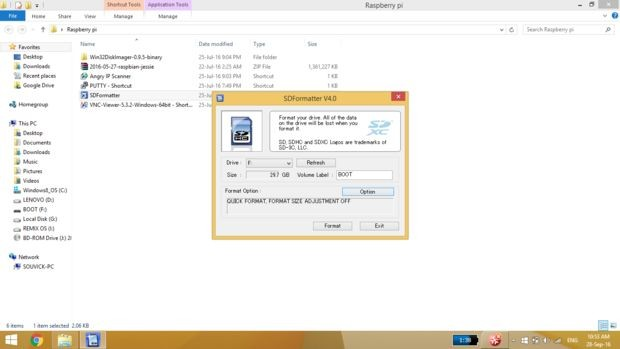 Shortcut Tools Application Tools Raspberry pi
File Home Share View Manage Manage
Raspberry pi Search Raspberry pi
Favorites
Desktop
Downloads
Recent places
Google Drive
Homegroup
This PC
Desktop
Documents
Downloads
Music
Pictures
Videos
Windows8_OS (C:)
LENOVO (D:)
BOOT (F:)
Local Disk (G:)
REMIX OS (I:)
BD-ROM Drive (J:)
Network
SOUVICK-PC
Name Date modified Type Size
Win32DiskImager-0.9.5-binary 25-Jul-16 9:04 PM File folder
2016-05-27-raspbian-jessie 22-Jul-16 2:25 AM ZIP File 1,361,227 KB
Angry IP Scanner 25-Jul-16 9:03 PM Shortcut 1 KB
PUTTY - Shortcut 25-Jul-16 7:49 PM Shortcut 1 KB
SDFormatter 25-Ju
VNC-Viewer-5.3.2-Windows-64bit - Short... 22-Ju
SDFormatter V4.0
Format your drive. All of the data
on the drive will be lost when you
format it.
SD, SDHC and SDXC Logos are trademarks of
SD-3C, LLC.
SD
XC
Drive : F: Refresh
Size : 29.7 GB Volume Label : BOOT
Format Option : Option
QUICK FORMAT, FORMAT SIZE ADJUSTMENT OFF
Format Exit
6 items 1 item selected 2.06 KB
1:38 ENG 10:53 AM
28-Sep-16